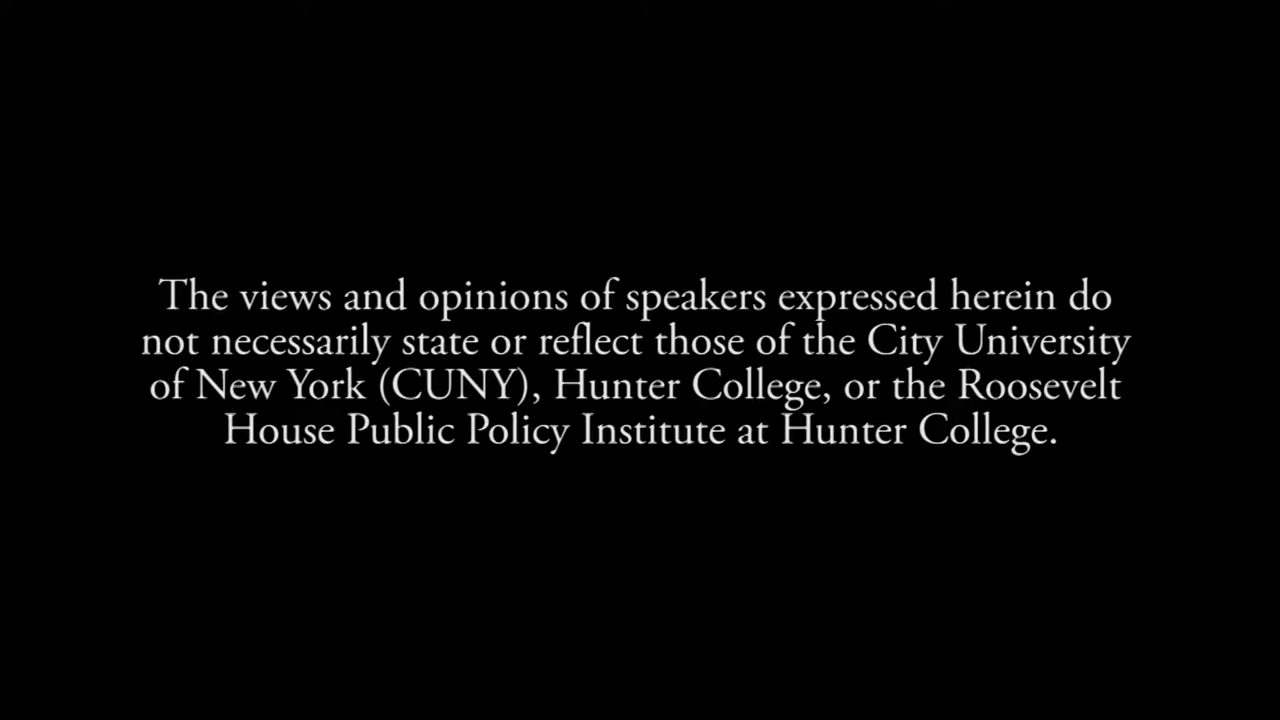 The views and opinions of speakers expressed herein do
not necessarily state or reflect those of the City University
of New York (CUNY), Hunter College, or the Roosevelt
House Public Policy Institute at Hunter College.